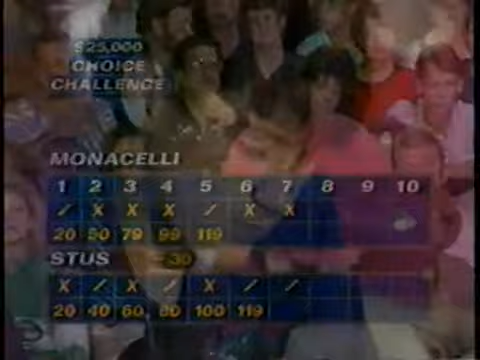 $25,000
CHOICE
CHALLENGE
MONACELLI
1 2 3 4 5 6 7 8 9 10
/ X X X / X X
20 50 79 99 119
STUS - 30
X / X / X / /
20 40 60 80 100 119